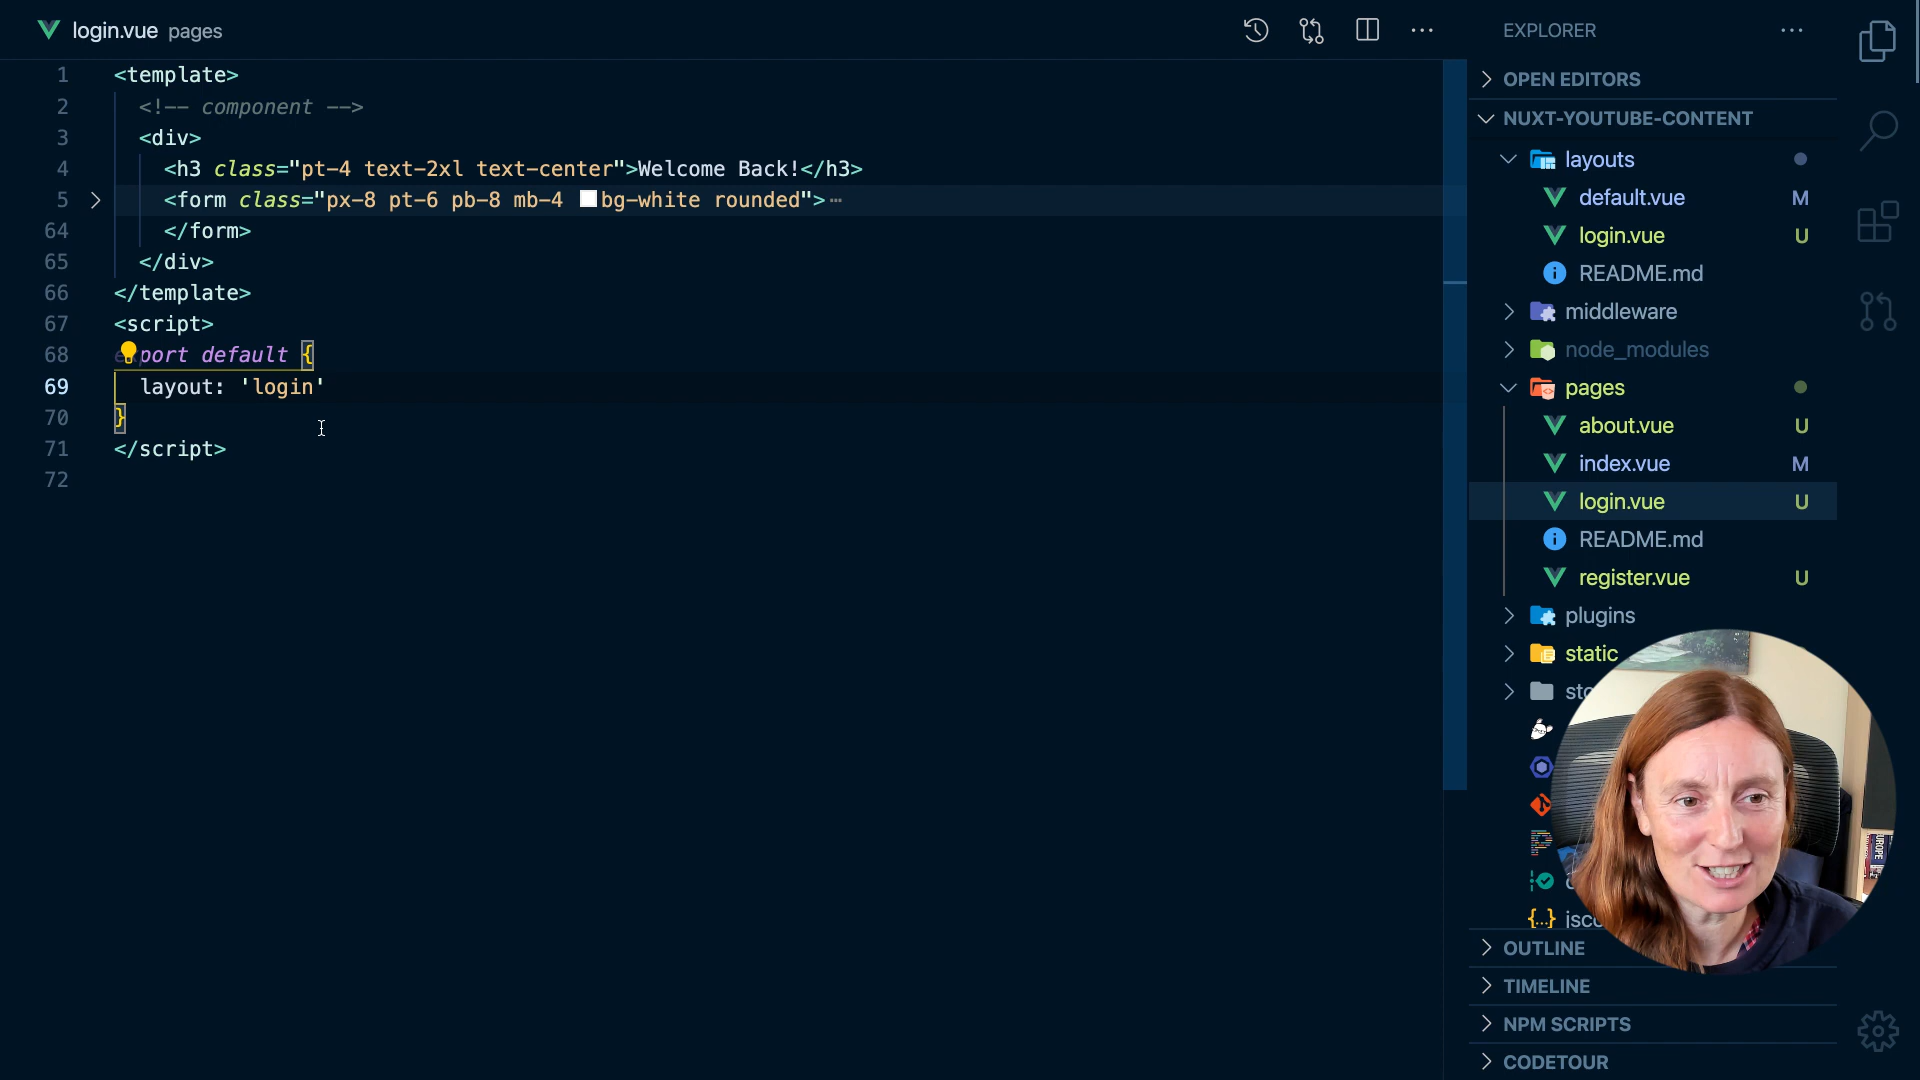 login.vue pages
1 <template>
2 <!-- component -->
3 <div>
4 <h3 class="pt-4 text-2xl text-center">Welcome Back!</h3>
5 <form class="px-8 pt-6 pb-8 mb-4 bg-white rounded">
64 </form>
65 </div>
66 </template>
67 <script>
68 export default {
69 layout: 'login'
70 }
71 </script>
72
EXPLORER
OPEN EDITORS
NUXT-YOUTUBE-CONTENT
layouts
default.vue M
login.vue U
README.md
middleware
node_modules
pages
about.vue U
index.vue M
login.vue U
README.md
register.vue U
plugins
static
OUTLINE
TIMELINE
NPM SCRIPTS
CODETOUR